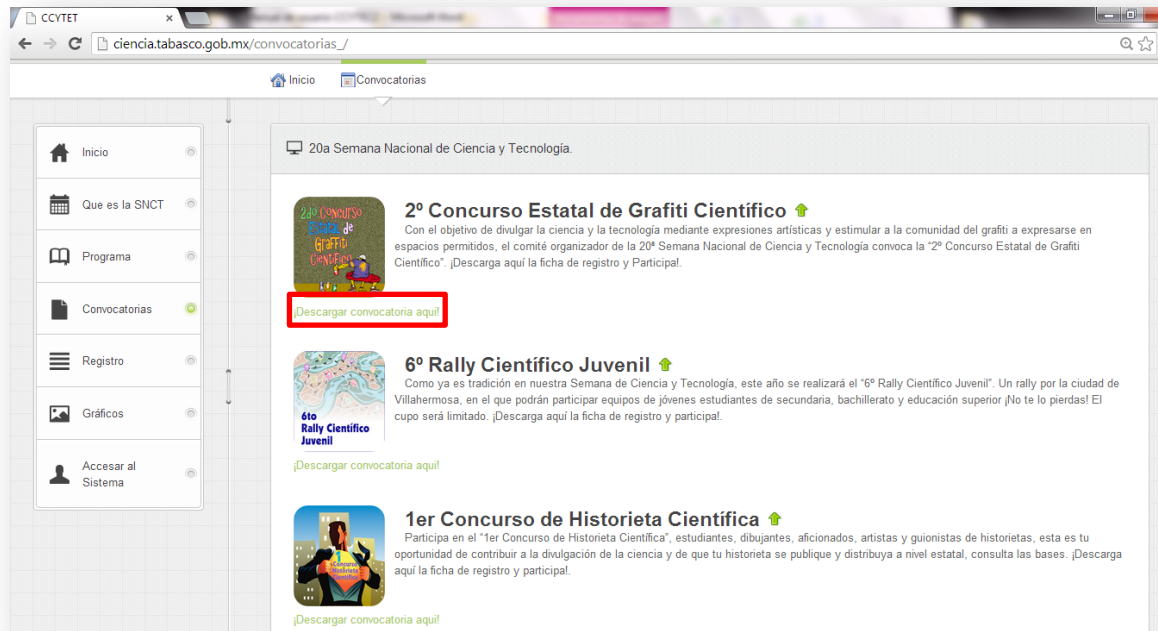 CCYTET
ciencia.tabasco.gob.mx/convocatorias_/
Inicio
Convocatorias
Inicio
Que es la SNCT
Programa
Convocatorias
Registro
Gráficos
Accesar al
Sistema
20a Semana Nacional de Ciencia y Tecnología.
2do Concurso
Estatal de
Graffiti
Científico
2º Concurso Estatal de Grafiti Científico
Con el objetivo de divulgar la ciencia y la tecnología mediante expresiones artísticas y estimular a la comunidad del grafiti a expresarse en
espacios permitidos, el comité organizador de la 20ª Semana Nacional de Ciencia y Tecnología convoca la “2º Concurso Estatal de Grafiti
Científico”. ¡Descarga aquí la ficha de registro y Participa!.
¡Descargar convocatoria aqui!
6to
Rally Científico
Juvenil
6º Rally Científico Juvenil
Como ya es tradición en nuestra Semana de Ciencia y Tecnología, este año se realizará el “6º Rally Científico Juvenil”. Un rally por la ciudad de
Villahermosa, en el que podrán participar equipos de jóvenes estudiantes de secundaria, bachillerato y educación superior ¡No te lo pierdas! El
cupo será limitado. ¡Descarga aquí la ficha de registro y participa!.
¡Descargar convocatoria aqui!
1er Concurso de Historieta Científica
Participa en el “1er Concurso de Historieta Científica”, estudiantes, dibujantes, aficionados, artistas y guionistas de historietas, esta es tu
oportunidad de contribuir a la divulgación de la ciencia y de que tu historieta se publique y distribuya a nivel estatal, consulta las bases. ¡Descarga
aquí la ficha de registro y participa!.
¡Descargar convocatoria aqui!